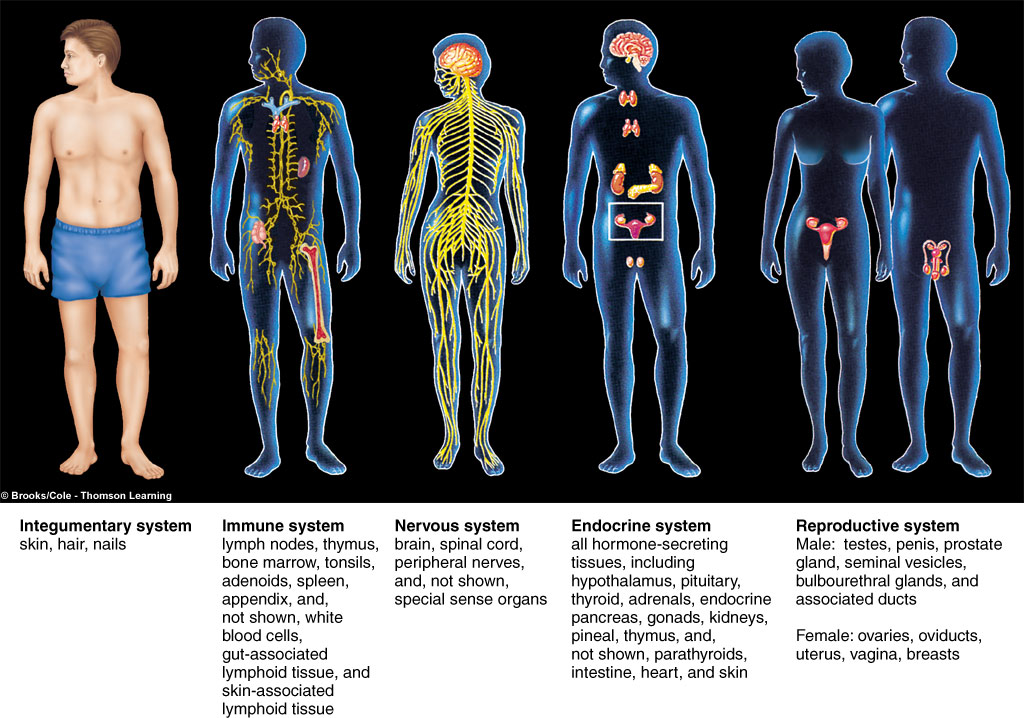 © Brooks/Cole - Thomson Learning
Integumentary system
skin, hair, nails
Immune system
lymph nodes, thymus,
bone marrow, tonsils,
adenoids, spleen,
appendix, and,
not shown, white
blood cells,
gut-associated
lymphoid tissue, and
skin-associated
lymphoid tissue
Nervous system
brain, spinal cord,
peripheral nerves,
and, not shown,
special sense organs
Endocrine system
all hormone-secreting
tissues, including
hypothalamus, pituitary,
thyroid, adrenals, endocrine
pancreas, gonads, kidneys,
pineal, thymus, and,
not shown, parathyroids,
intestine, heart, and skin
Reproductive system
Male:  testes, penis, prostate
gland, seminal vesicles,
bulbourethral glands, and
associated ducts
Female: ovaries, oviducts,
uterus, vagina, breasts